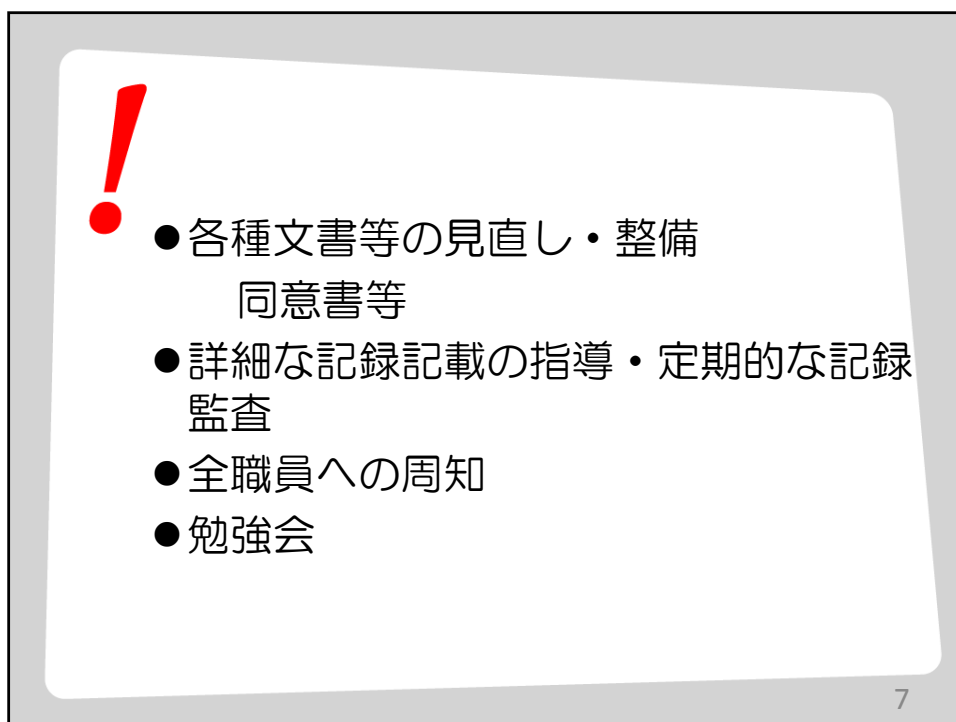 !
●各種文書等の見直し・整備
同意書等
●詳細な記録記載の指導・定期的な記録
監査
●全職員への周知
●勉強会
7